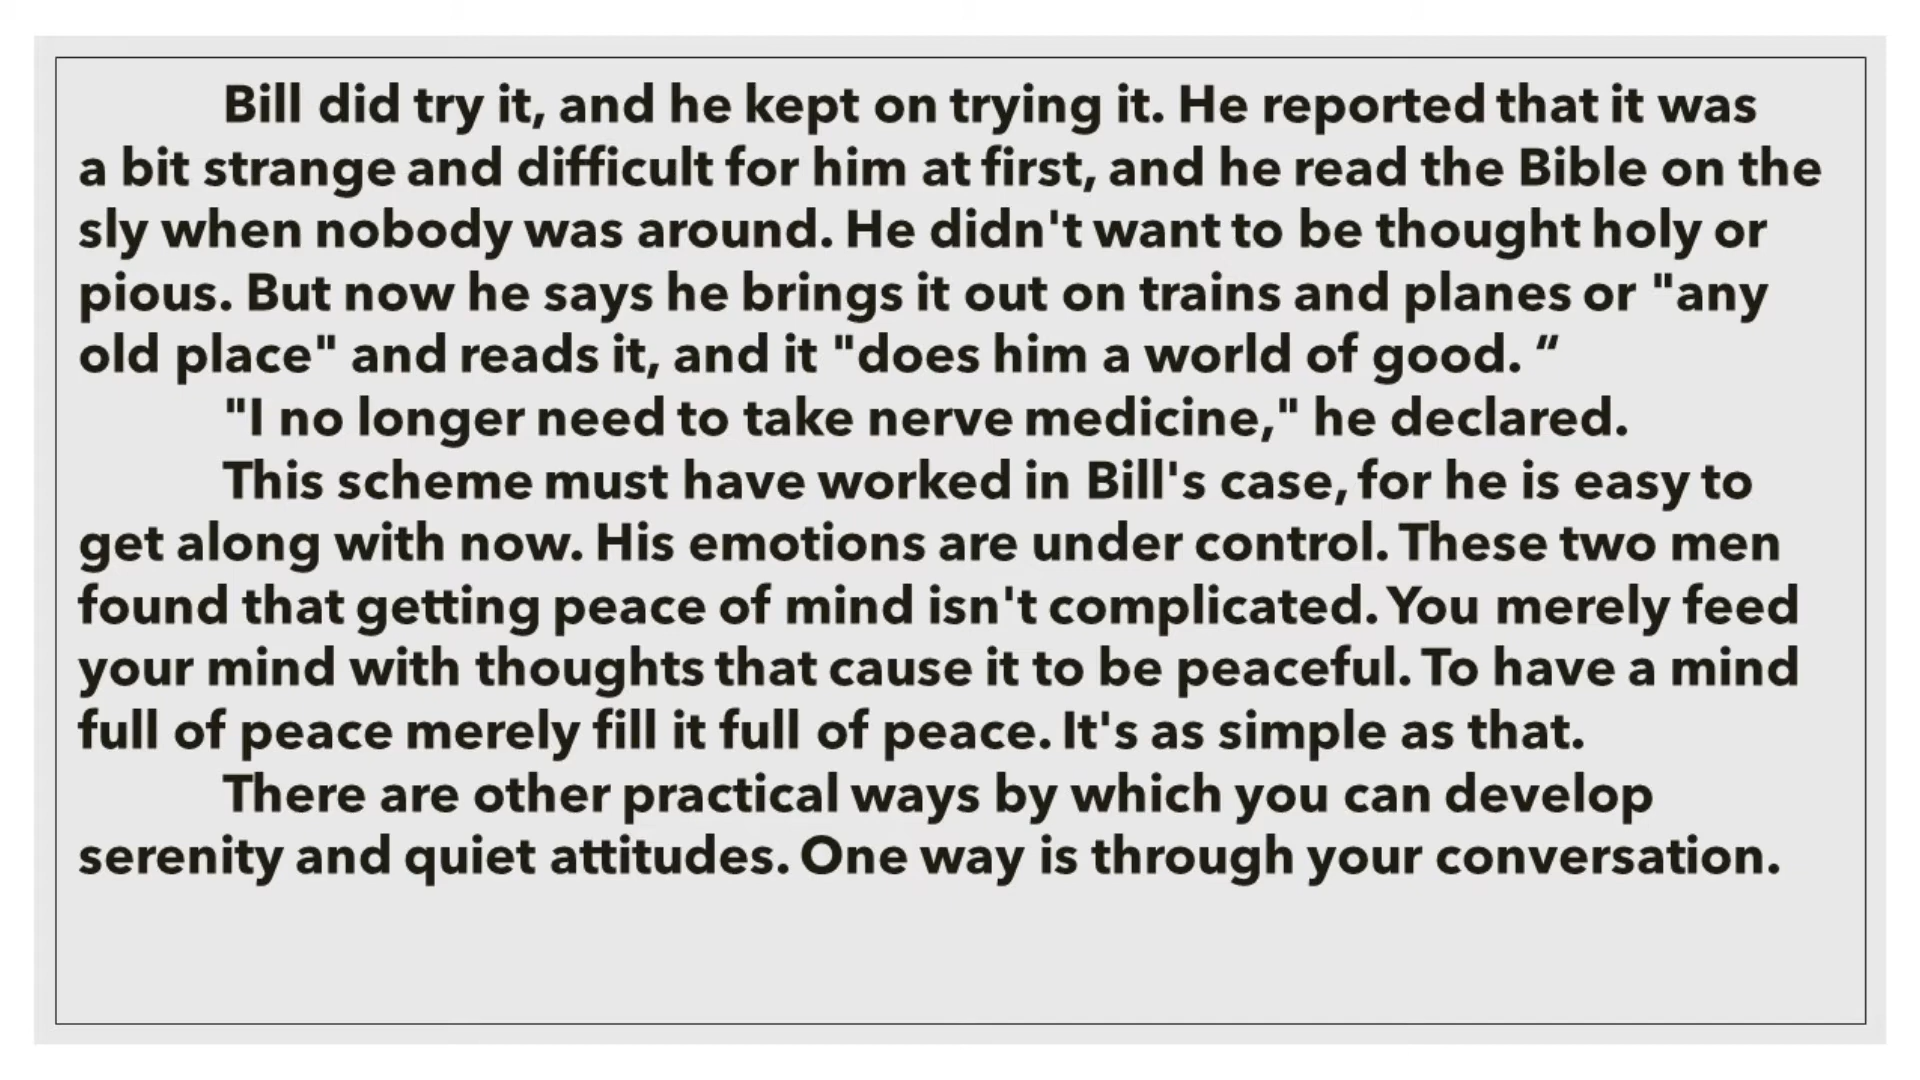 Bill did try it, and he kept on trying it. He reported that it was
a bit strange and difficult for him at first, and he read the Bible on the
sly when nobody was around. He didn't want to be thought holy or
pious. But now he says he brings it out on trains and planes or "any
old place" and reads it, and it "does him a world of good. “
"I no longer need to take nerve medicine," he declared.
This scheme must have worked in Bill's case, for he is easy to
get along with now. His emotions are under control. These two men
found that getting peace of mind isn't complicated. You merely feed
your mind with thoughts that cause it to be peaceful. To have a mind
full of peace merely fill it full of peace. It's as simple as that.
There are other practical ways by which you can develop
serenity and quiet attitudes. One way is through your conversation.